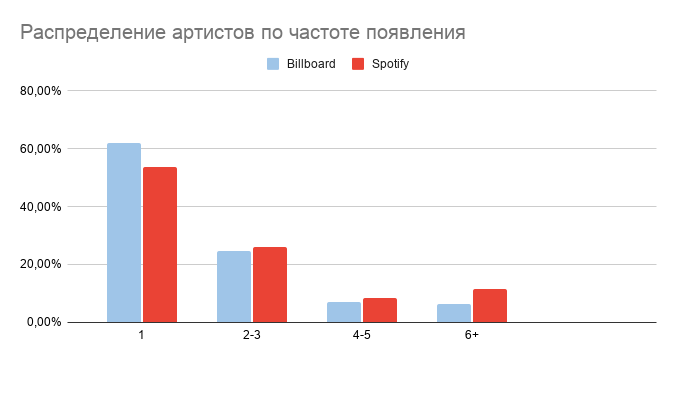 Распределение артистов по частоте появления
Billboard Spotify
80,00%
60,00%
40,00%
20,00%
0,00%
1 2-3 4-5 6+